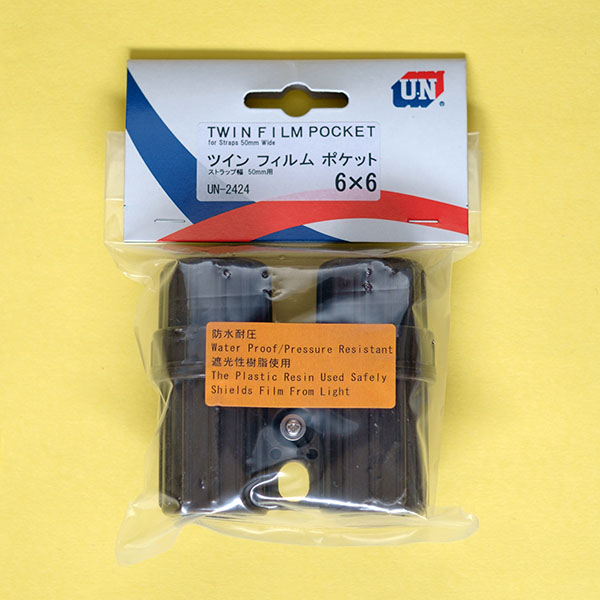 UN
®
TWIN FILM POCKET
for Straps 50mm Wide
ツイン フィルム ポケット
ストラップ幅 50mm用
UN-2424 6×6
防水耐圧
Water Proof/Pressure Resistant
遮光性樹脂使用
The Plastic Resin Used Safely
Shields Film From Light